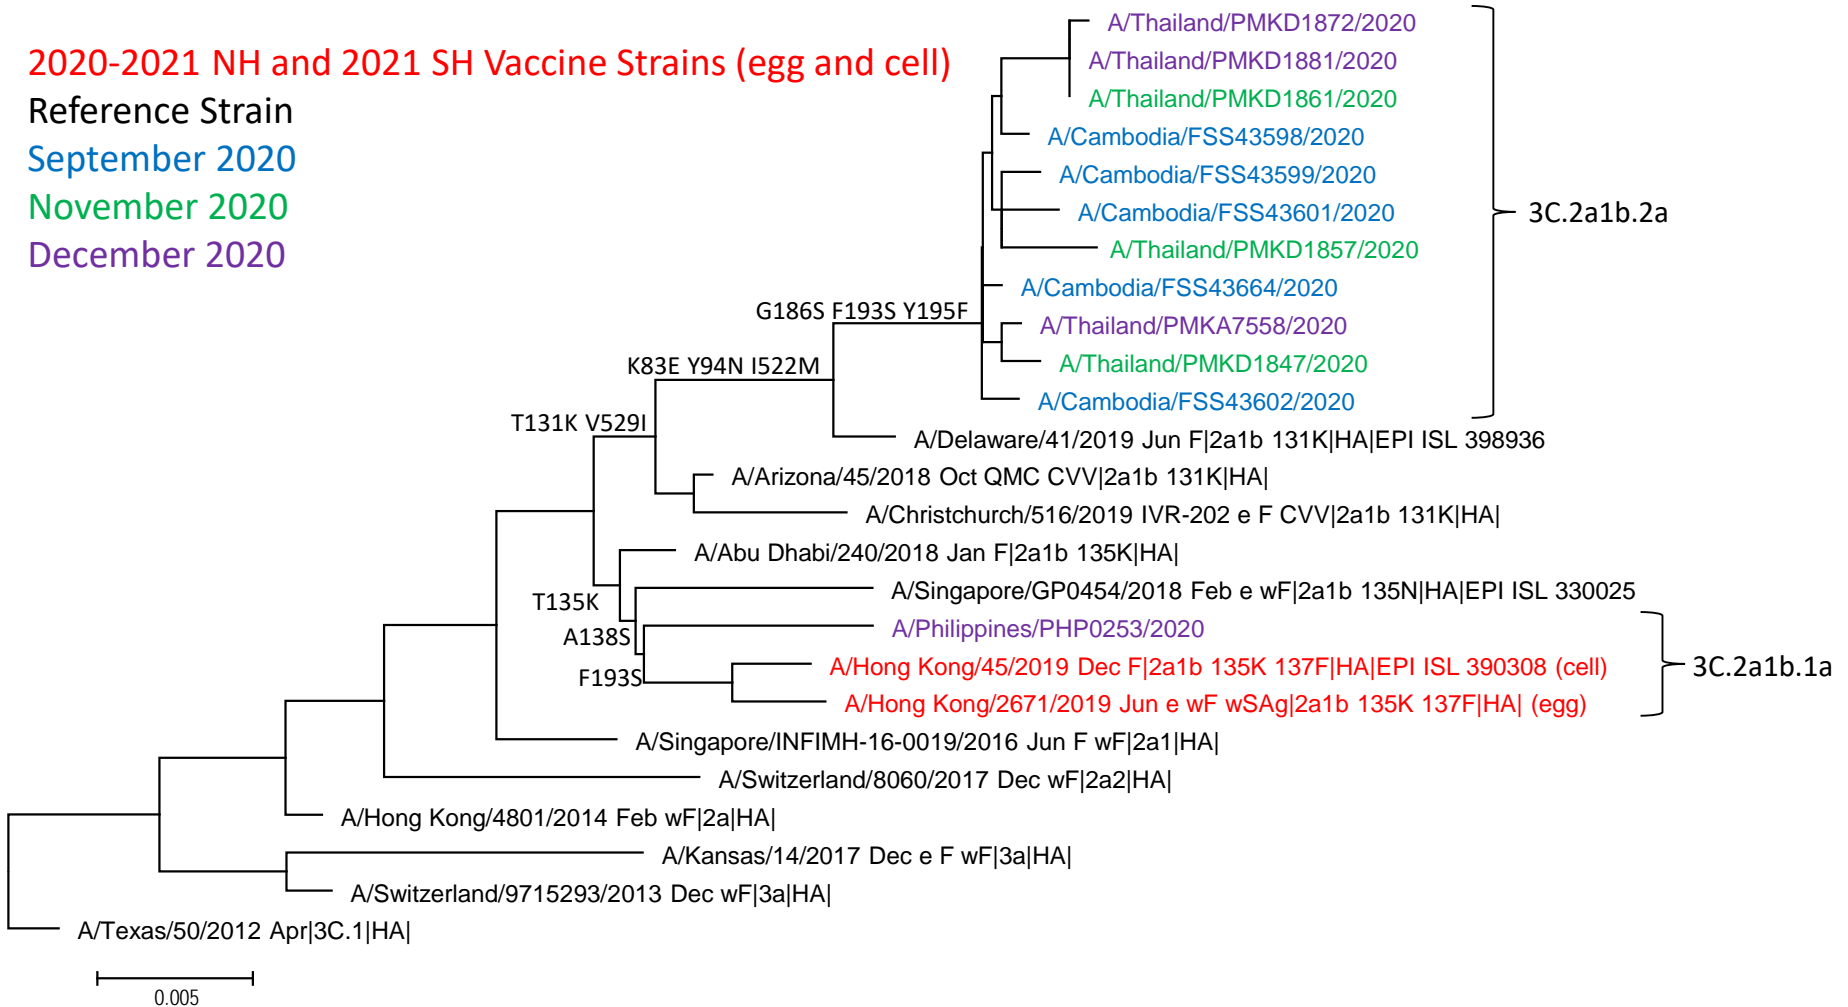 2020-2021 NH and 2021 SH Vaccine Strains (egg and cell)
Reference Strain
September 2020
November 2020
December 2020
A/Thailand/PMKD1872/2020
A/Thailand/PMKD1881/2020
A/Thailand/PMKD1861/2020
A/Cambodia/FSS43598/2020
A/Cambodia/FSS43599/2020
A/Cambodia/FSS43601/2020
3C.2a1b.2a
A/Thailand/PMKD1857/2020
A/Cambodia/FSS43664/2020
G186S F193S Y195F
A/Thailand/PMKA7558/2020
A/Thailand/PMKD1847/2020
K83E Y94N I522M
A/Cambodia/FSS43602/2020
T131K V529I
A/Delaware/41/2019 Jun F|2a1b 131K|HA|EPI ISL 398936
A/Arizona/45/2018 Oct QMC CVV|2a1b 131K|HA|
A/Christchurch/516/2019 IVR-202 e F CVV|2a1b 131K|HA|
A/Abu Dhabi/240/2018 Jan F|2a1b 135K|HA|
A/Singapore/GP0454/2018 Feb e wF|2a1b 135N|HA|EPI ISL 330025
T135K
A/Philippines/PHP0253/2020
A138S
A/Hong Kong/45/2019 Dec F|2a1b 135K 137F|HA|EPI ISL 390308 (cell)
3C.2a1b.1a
F193S
A/Hong Kong/2671/2019 Jun e wF wSAg|2a1b 135K 137F|HA| (egg)
A/Singapore/INFIMH-16-0019/2016 Jun F wF|2a1|HA|
A/Switzerland/8060/2017 Dec wF|2a2|HA|
A/Hong Kong/4801/2014 Feb wF|2a|HA|
A/Kansas/14/2017 Dec e F wF|3a|HA|
A/Switzerland/9715293/2013 Dec wF|3a|HA|
A/Texas/50/2012 Apr|3C.1|HA|
0.005